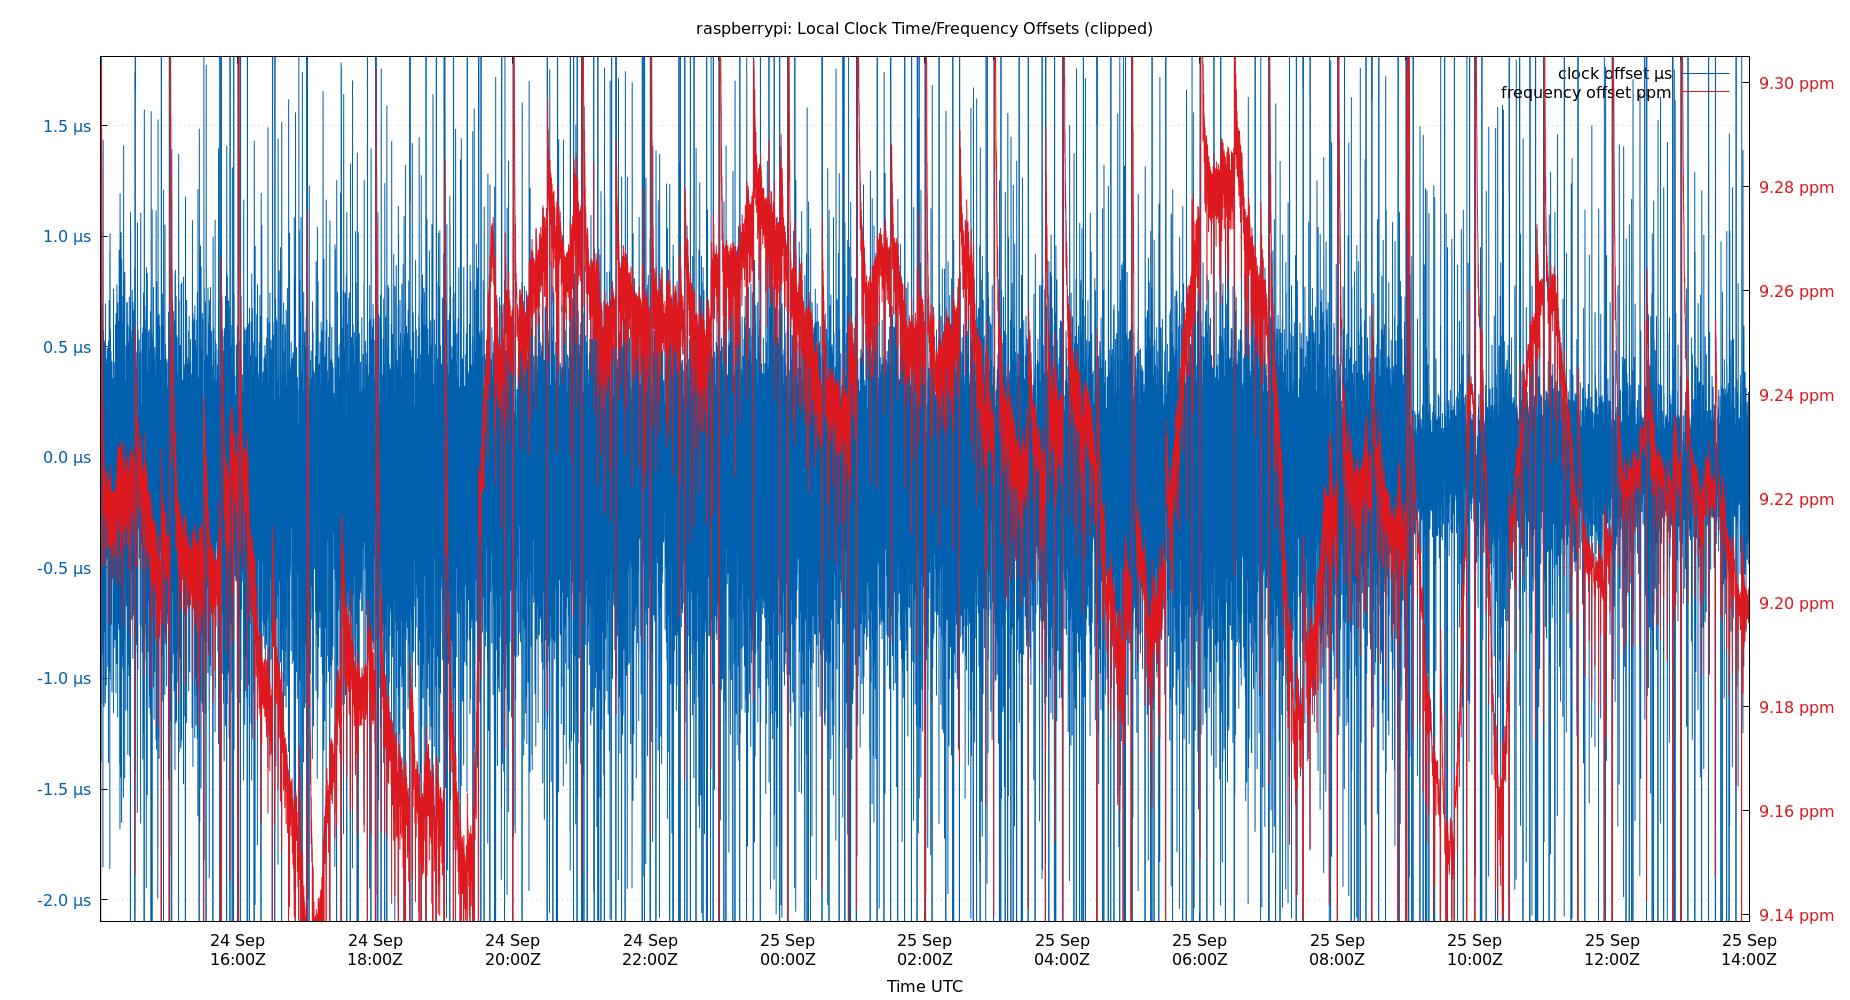 raspberrypi: Local Clock Time/Frequency Offsets (clipped)
clock offset µs
frequency offset ppm
1.5 µs
1.0 µs
0.5 µs
0.0 µs
-0.5 µs
-1.0 µs
-1.5 µs
-2.0 µs
9.30 ppm
9.28 ppm
9.26 ppm
9.24 ppm
9.22 ppm
9.20 ppm
9.18 ppm
9.16 ppm
9.14 ppm
24 Sep
16:00Z
24 Sep
18:00Z
24 Sep
20:00Z
24 Sep
22:00Z
25 Sep
00:00Z
25 Sep
02:00Z
25 Sep
04:00Z
25 Sep
06:00Z
25 Sep
08:00Z
25 Sep
10:00Z
25 Sep
12:00Z
25 Sep
14:00Z
Time UTC